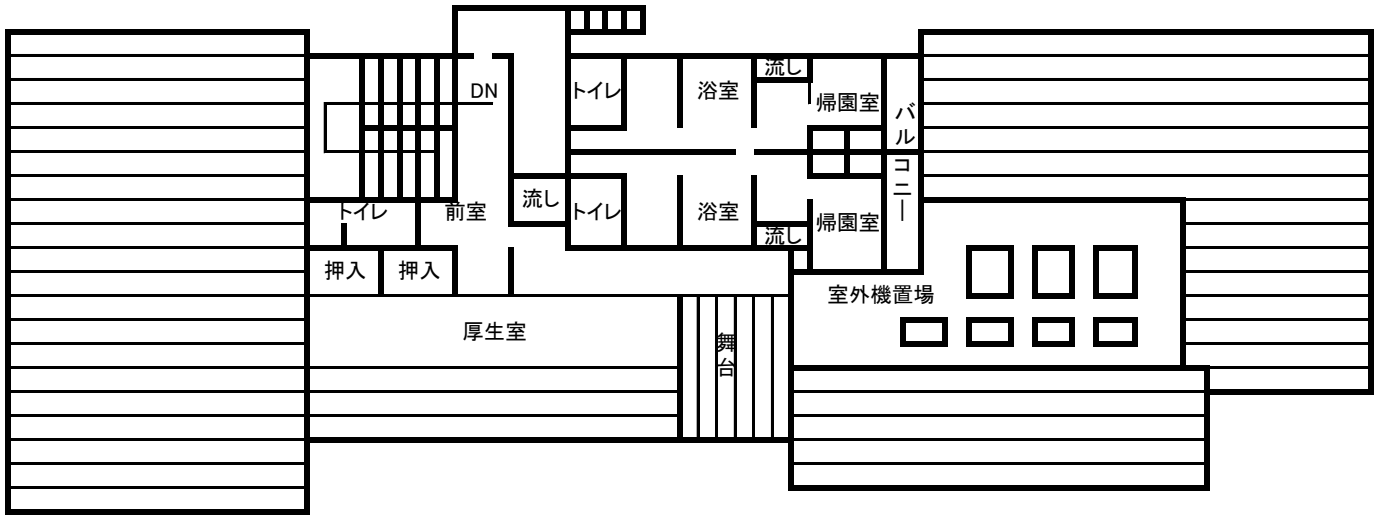 流し
DN
トイレ
浴室
帰園室
バルコニー
流し
トイレ
前室
トイレ
浴室
帰園室
流し
押入
押入
室外機置場
厚生室
舞台